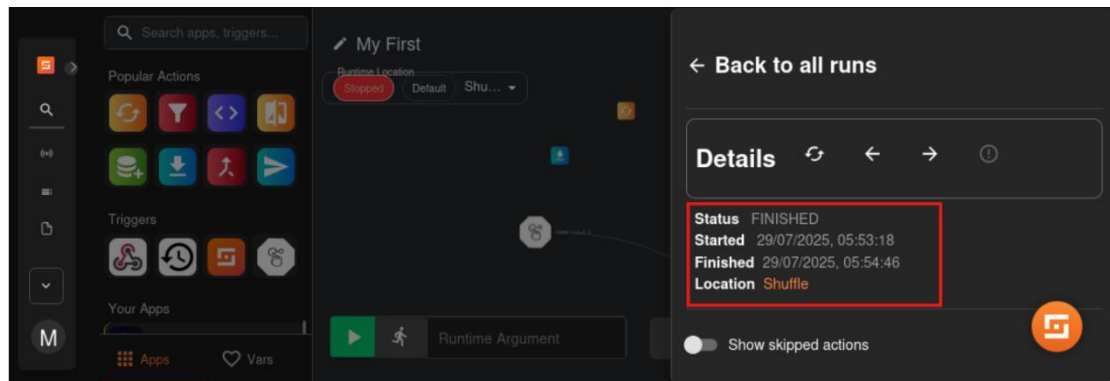 Search apps, triggers...
Popular Actions
Triggers
Your Apps
M
Apps
Vars
My First
Runtime Location
Stopped
Default
Shu...
Runtime Argument
Back to all runs
Details
Status FINISHED
Started 29/07/2025, 05:53:18
Finished 29/07/2025, 05:54:46
Location Shuffle
Show skipped actions